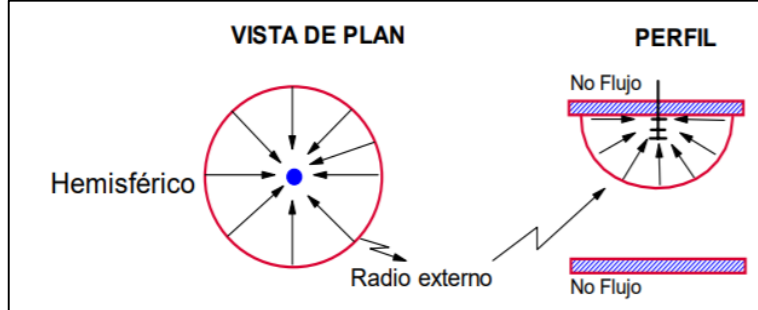 VISTA DE PLAN
PERFIL
No Flujo
Hemisférico
Radio externo
No Flujo